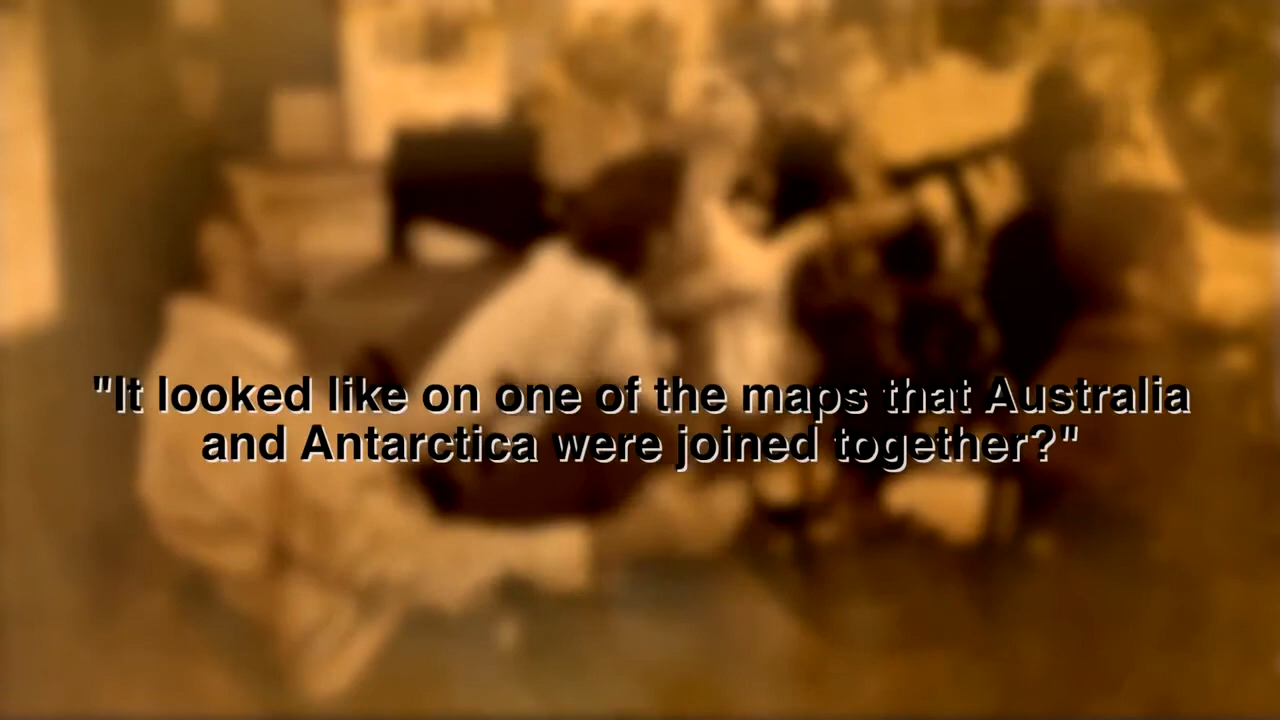 "It looked like on one of the maps that Australia
and Antarctica were joined together?"